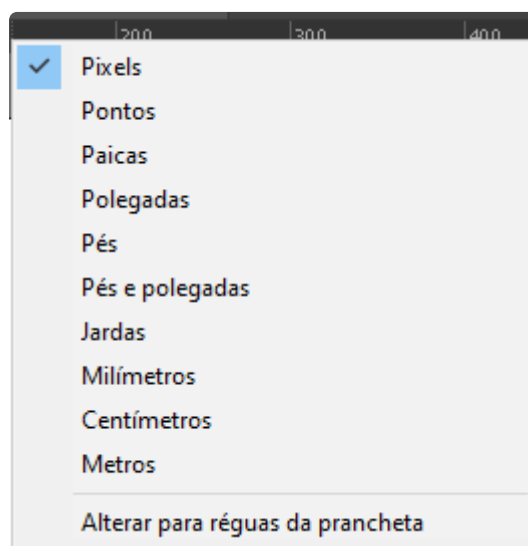 200 300 400
Pixels
Pontos
Paicas
Polegadas
Pés
Pés e polegadas
Jardas
Milímetros
Centímetros
Metros
Alterar para réguas da prancheta